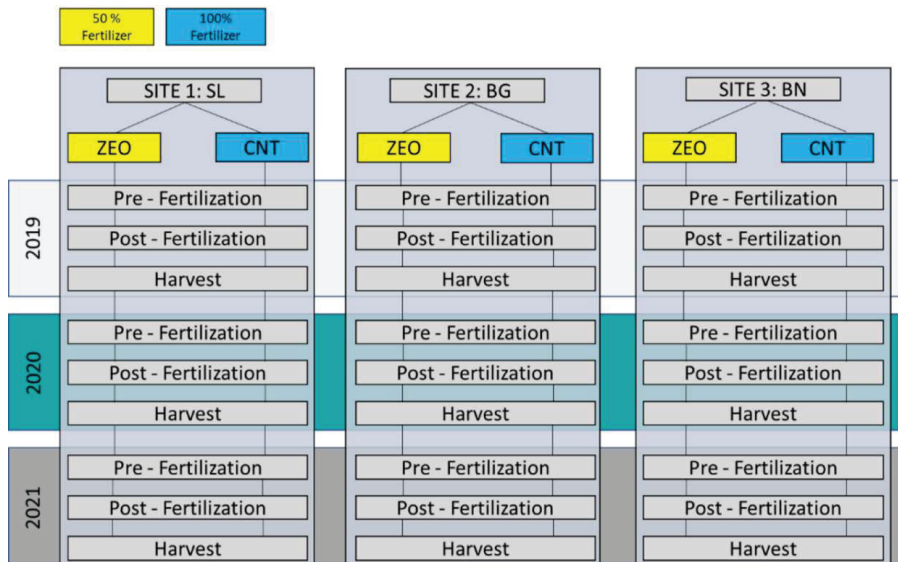 50 %
Fertilizer
100%
Fertilizer
SITE 1: SL
SITE 2: BG
SITE 3: BN
ZEO
CNT
ZEO
CNT
ZEO
CNT
2019
Pre - Fertilization
Pre - Fertilization
Pre - Fertilization
Post - Fertilization
Post - Fertilization
Post - Fertilization
Harvest
Harvest
Harvest
2020
Pre - Fertilization
Pre - Fertilization
Pre - Fertilization
Post - Fertilization
Post - Fertilization
Post - Fertilization
Harvest
Harvest
Harvest
2021
Pre - Fertilization
Pre - Fertilization
Pre - Fertilization
Post - Fertilization
Post - Fertilization
Post - Fertilization
Harvest
Harvest
Harvest